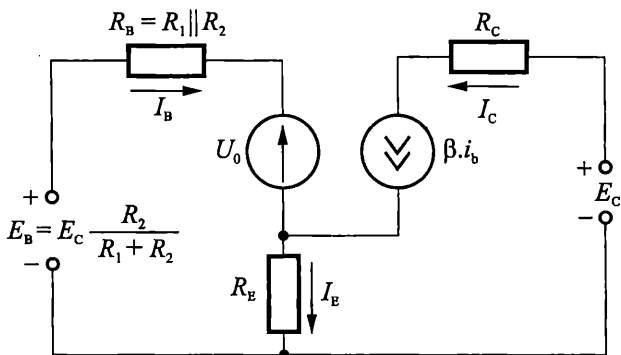 R_B = R_1 || R_2
R_C
I_B
I_C
U_0
β.i_b
+
E_B = E_C R_2 / (R_1 + R_2)
−
+
E_C
−
R_E
I_E